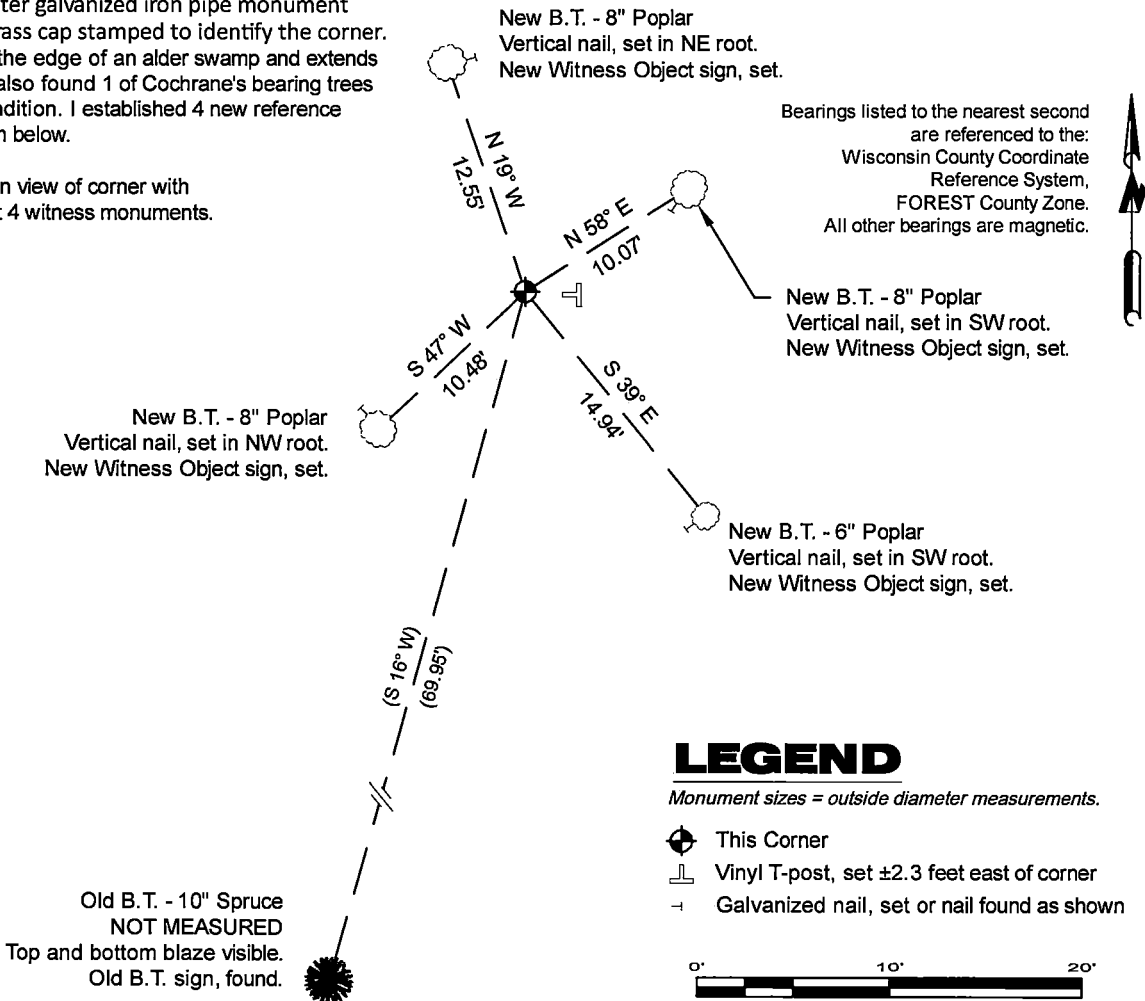 ter galvanized iron pipe monument
rass cap stamped to identify the corner.
the edge of an alder swamp and extends
also found 1 of Cochrane's bearing trees
ndition. I established 4 new reference
n below.
n view of corner with
t 4 witness monuments.
New B.T. - 8" Poplar
Vertical nail, set in NE root.
New Witness Object sign, set.
Bearings listed to the nearest second
are referenced to the:
Wisconsin County Coordinate
Reference System,
FOREST County Zone.
All other bearings are magnetic.
N 19° W
12.55'
N 58° E
10.07'
New B.T. - 8" Poplar
Vertical nail, set in SW root.
New Witness Object sign, set.
S 47° W
10.48'
S 39° E
14.94'
New B.T. - 8" Poplar
Vertical nail, set in NW root.
New Witness Object sign, set.
New B.T. - 6" Poplar
Vertical nail, set in SW root.
New Witness Object sign, set.
(S 16° W)
(69.95')
LEGEND
Monument sizes = outside diameter measurements.
This Corner
Vinyl T-post, set ±2.3 feet east of corner
Galvanized nail, set or nail found as shown
Old B.T. - 10" Spruce
NOT MEASURED
Top and bottom blaze visible.
Old B.T. sign, found.
0' 10' 20'